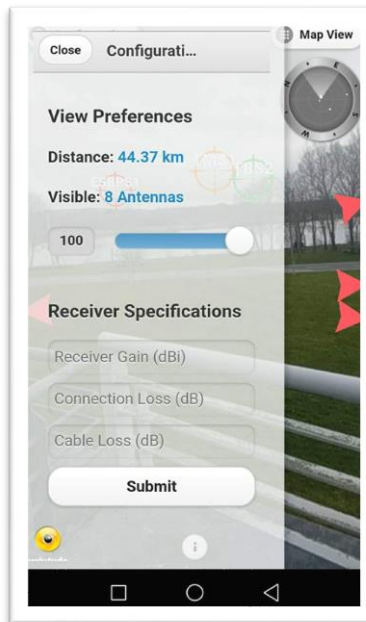 Close
Configurati...
Map View
View Preferences
Distance: 44.37 km
Visible: 8 Antennas
100
Receiver Specifications
Receiver Gain (dBi)
Connection Loss (dB)
Cable Loss (dB)
Submit